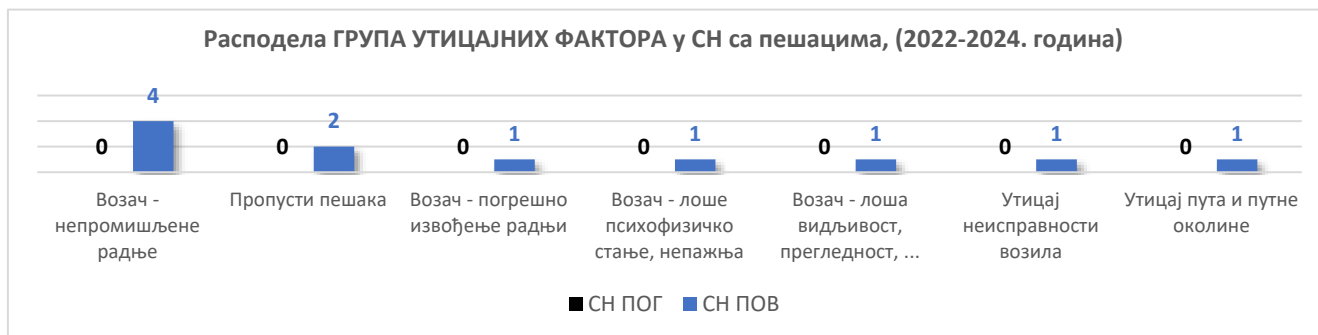 Расподела ГРУПА УТИЦАЈНИХ ФАКТОРА у СН са пешацима, (2022-2024. година)
0 4 0 2 0 1 0 1 0 1 0 1 0 1
Возач - непромишљене радње
Пропусти пешака
Возач - погрешно извођење радњи
Возач - лоше психофизичко стање, непажња
Возач - лоша видљивост, прегледност, ...
Утицај неисправности возила
Утицај пута и путне околине
СН ПОГ СН ПОВ